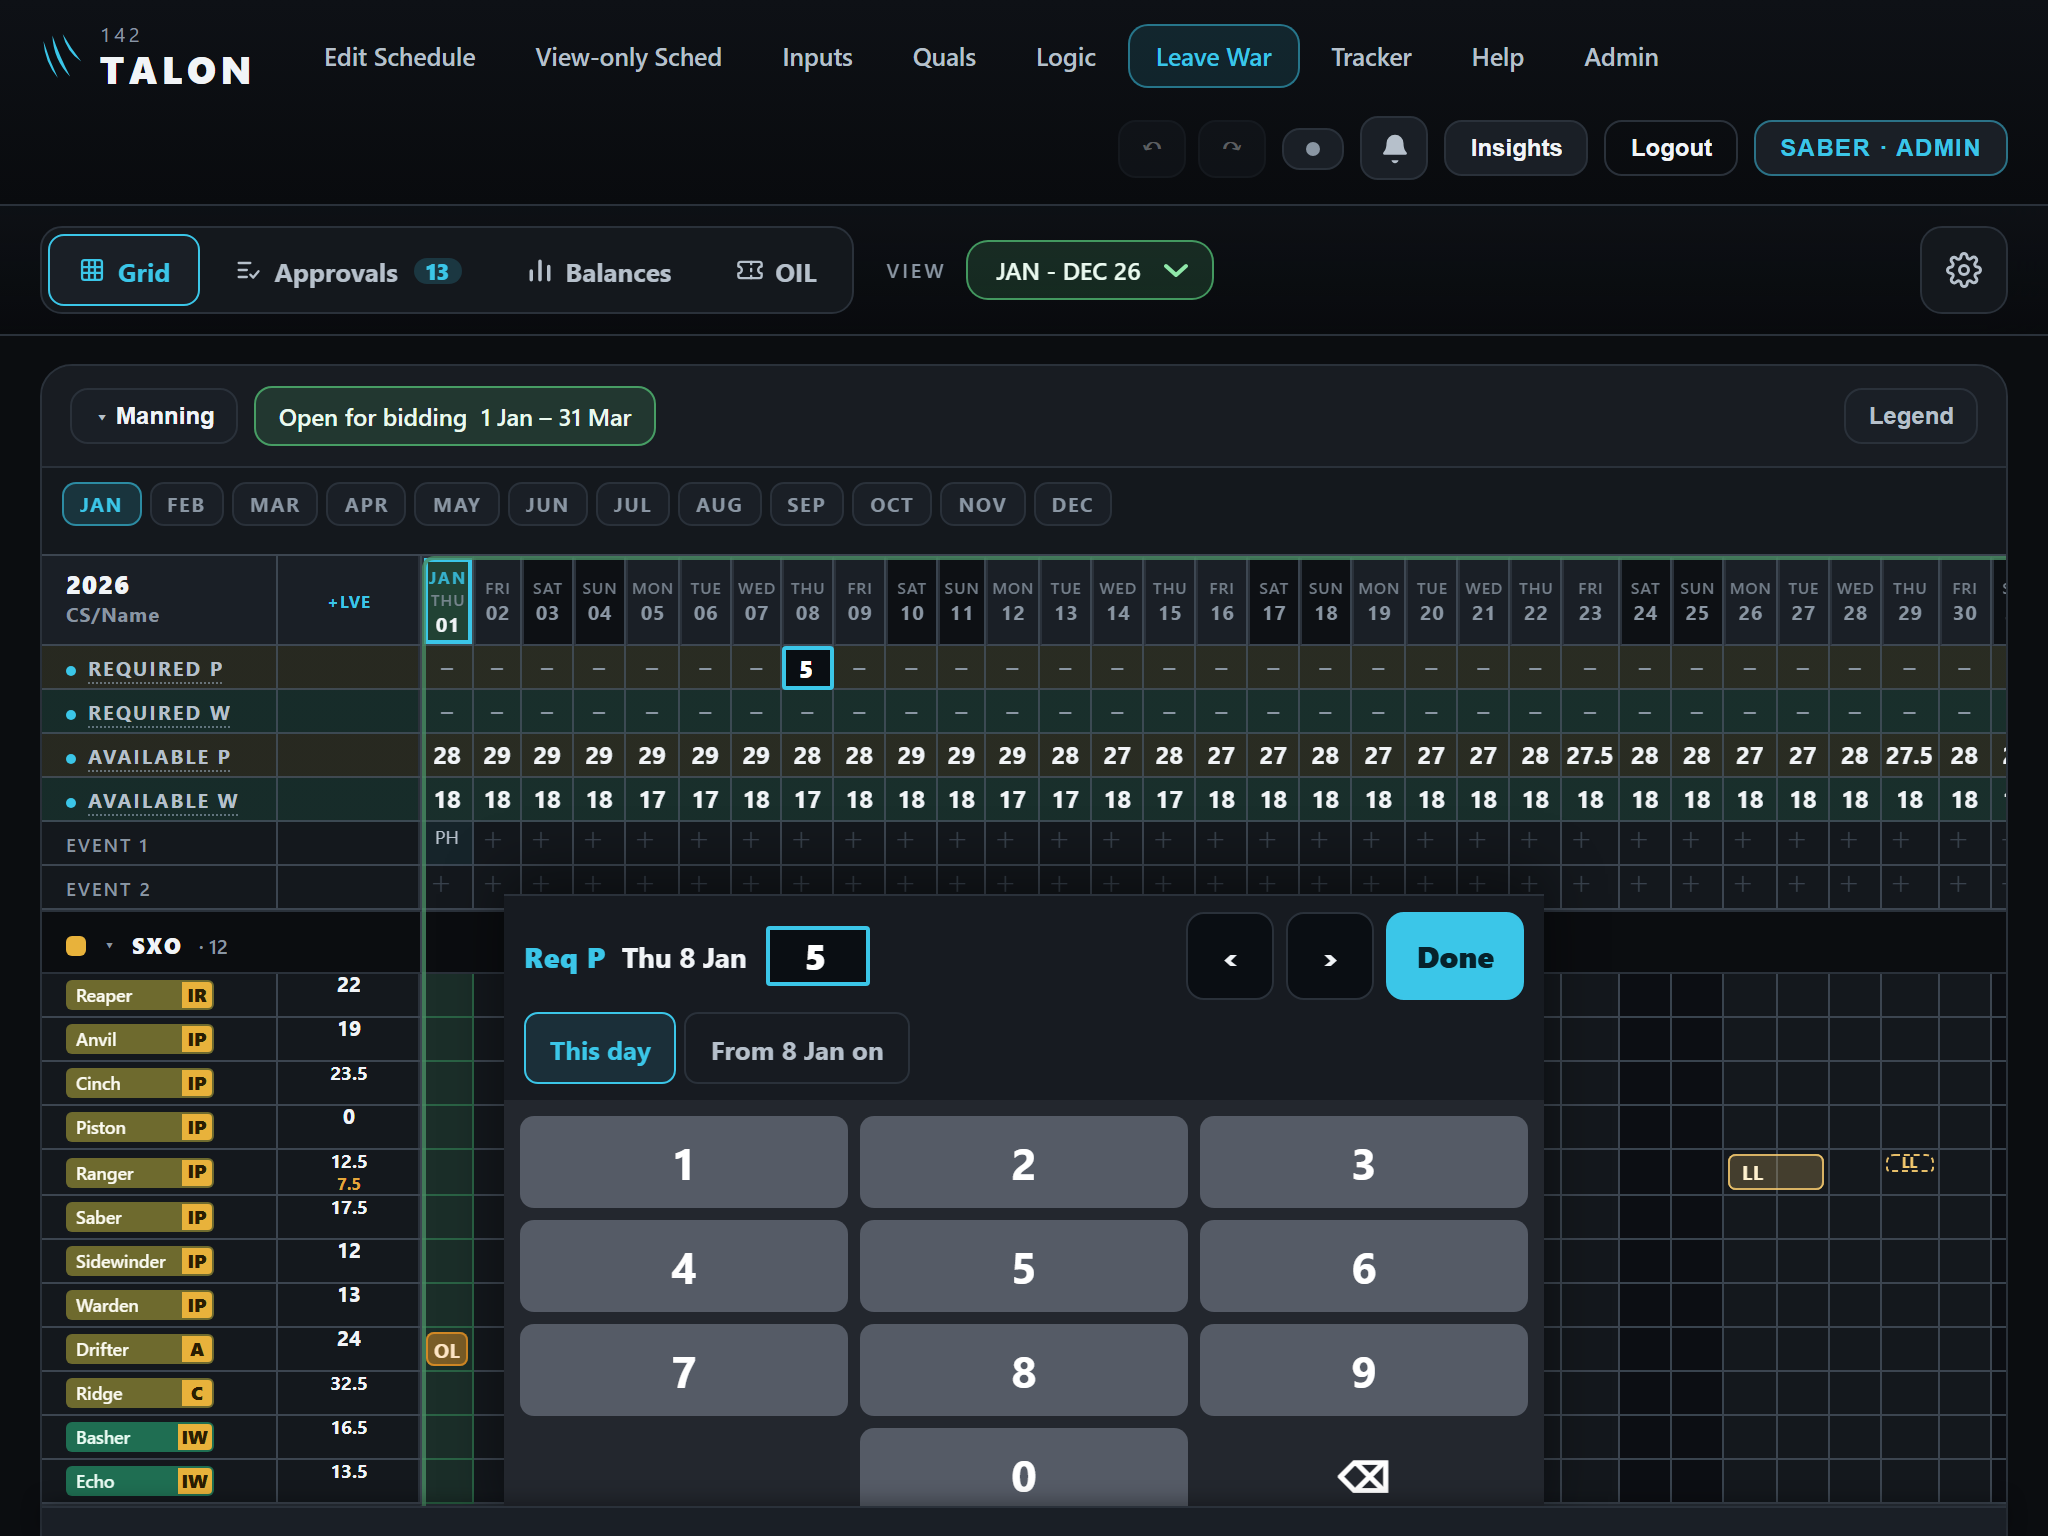 142
TALON
Edit Schedule View-only Sched Inputs Quals Logic Leave War Tracker Help Admin
Insights Logout SABER · ADMIN
Grid Approvals 13 Balances OIL VIEW JAN - DEC 26
Manning Open for bidding 1 Jan – 31 Mar Legend
JAN FEB MAR APR MAY JUN JUL AUG SEP OCT NOV DEC
2026 JAN
CS/Name +LVE THU FRI SAT SUN MON TUE WED THU FRI SAT SUN MON TUE WED THU FRI SAT SUN MON TUE WED THU FRI SAT SUN MON TUE WED THU FRI
01 02 03 04 05 06 07 08 09 10 11 12 13 14 15 16 17 18 19 20 21 22 23 24 25 26 27 28 29 30
REQUIRED P – – – – – – – 5 – – – – – – – – – – – – – – – – – – – – – –
REQUIRED W – – – – – – – – – – – – – – – – – – – – – – – – – – – – – –
AVAILABLE P 28 29 29 29 29 29 29 28 28 29 29 29 28 27 28 27 27 28 27 27 27 28 27.5 28 28 27 27 28 27.5 28
AVAILABLE W 18 18 18 18 17 17 18 17 18 18 18 17 17 18 17 18 18 18 18 18 18 18 18 18 18 18 18 18 18 18
EVENT 1 PH + + + + + + + + + + + + + + + + + + + + + + + + + + + + +
EVENT 2 + + + + + + + + + + + + + + + + + + + + + + + + + + + + + +
SXO · 12
Reaper IR 22
Anvil IP 19
Cinch IP 23.5
Piston IP 0
Ranger IP 12.5 LL LL
7.5
Saber IP 17.5
Sidewinder IP 12
Warden IP 13
Drifter A 24 OL
Ridge C 32.5
Basher IW 16.5
Echo IW 13.5
Req P Thu 8 Jan 5 ‹ › Done
This day From 8 Jan on
1 2 3
4 5 6
7 8 9
0 ⌫